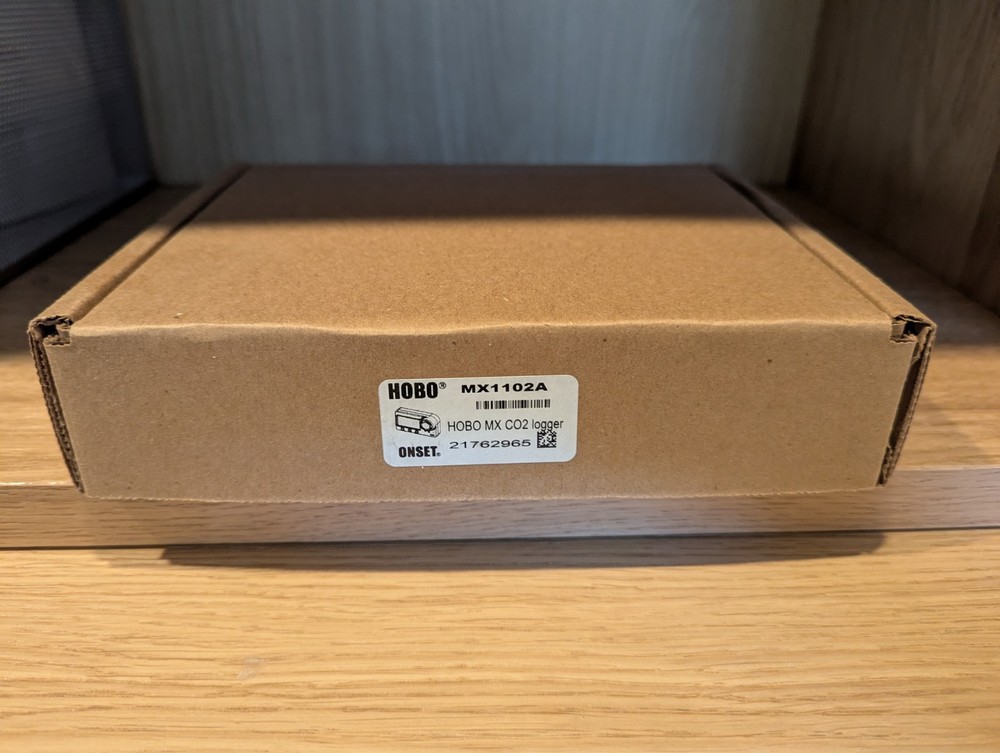 HOBO® MX1102A
HOBO MX CO2 logger
ONSET® 21762965